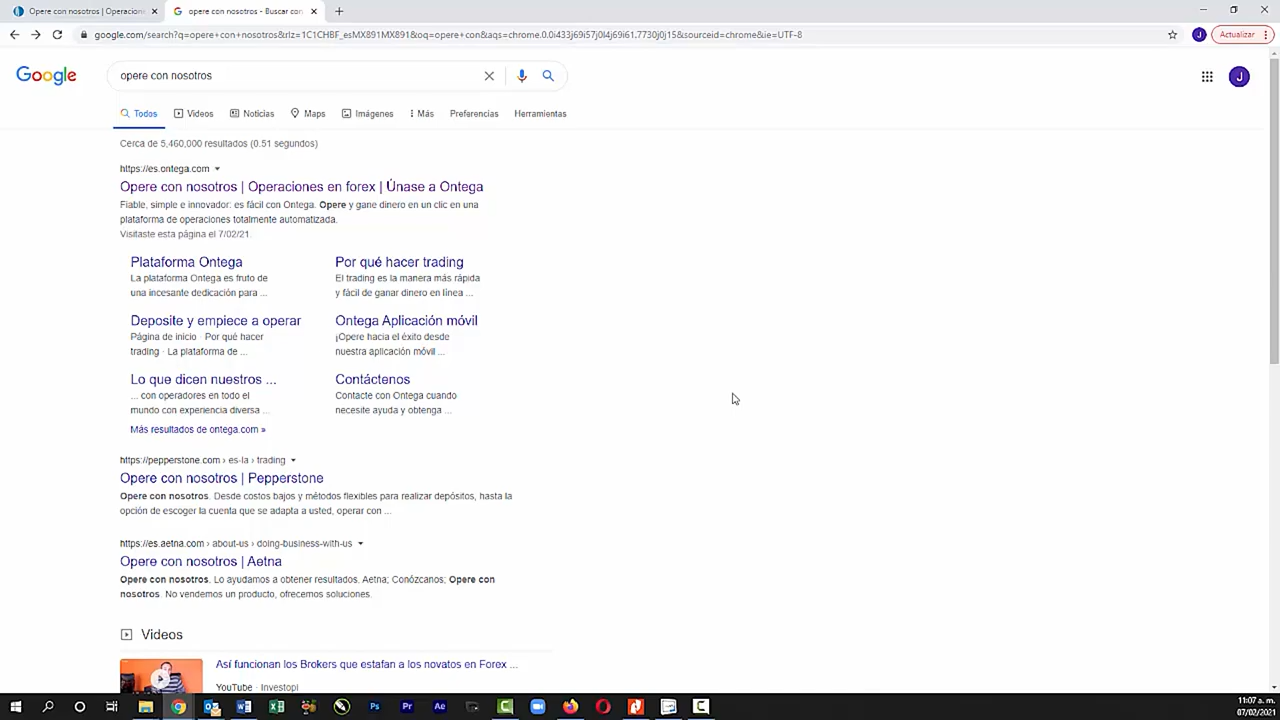 Opere con nosotros | Operacion
opere con nosotros - Buscar con
google.com/search?q=opere+con+nosotros&rlz=1C1CHBF_esMX891MX891&oq=opere+con&aqs=chrome.0.0i433j69i57j0l4j69i61.7730j0j15&sourceid=chrome&ie=UTF-8
J
Actualizar
Google
opere con nosotros
J
Todos
Videos
Noticias
Maps
Imágenes
Más
Preferencias
Herramientas
Cerca de 5,460,000 resultados (0.51 segundos)
https://es.ontega.com
Opere con nosotros | Operaciones en forex | Únase a Ontega
Fiable, simple e innovador: es fácil con Ontega. Opere y gane dinero en un clic en una
plataforma de operaciones totalmente automatizada.
Visitaste esta página el 7/02/21.
Plataforma Ontega
La plataforma Ontega es fruto de
una incesante dedicación para ...
Por qué hacer trading
El trading es la manera más rápida
y fácil de ganar dinero en línea ...
Deposite y empiece a operar
Página de inicio · Por qué hacer
trading · La plataforma de ...
Ontega Aplicación móvil
¡Opere hacia el éxito desde
nuestra aplicación móvil ...
Lo que dicen nuestros ...
... con operadores en todo el
mundo con experiencia diversa ...
Contáctenos
Contacte con Ontega cuando
necesite ayuda y obtenga ...
Más resultados de ontega.com »
https://pepperstone.com › es-la › trading
Opere con nosotros | Pepperstone
Opere con nosotros. Desde costos bajos y métodos flexibles para realizar depósitos, hasta la
opción de escoger la cuenta que se adapta a usted, operar con ...
https://es.aetna.com › about-us › doing-business-with-us
Opere con nosotros | Aetna
Opere con nosotros. Lo ayudamos a obtener resultados. Aetna; Conózcanos; Opere con
nosotros. No vendemos un producto, ofrecemos soluciones.
Videos
Así funcionan los Brokers que estafan a los novatos en Forex ...
YouTube · Investopi
Ps
Pr
Ae
11:07 a. m.
07/02/2021